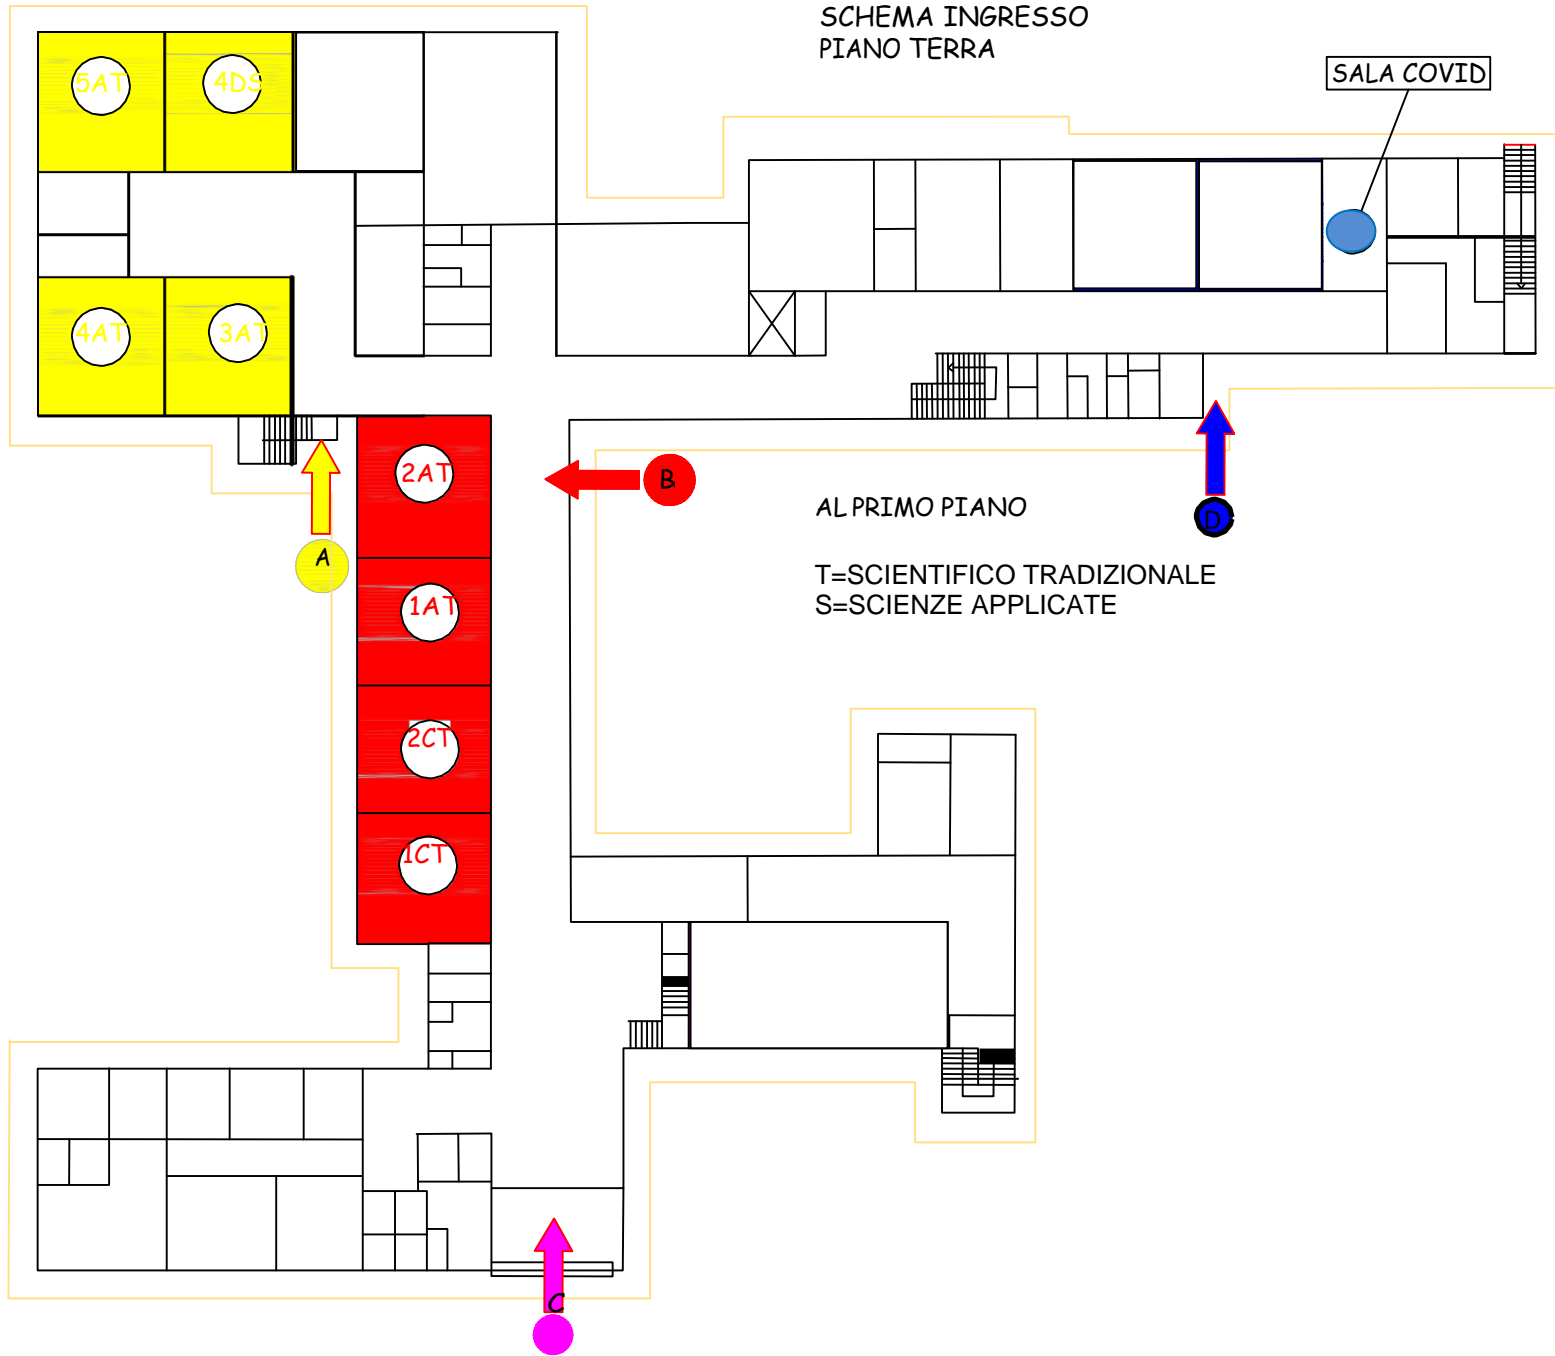 SCHEMA INGRESSO
PIANO TERRA
SALA COVID
5AT
4DS
4AT
3AT
2AT
B
A
AL PRIMO PIANO
D
T=SCIENTIFICO TRADIZIONALE
S=SCIENZE APPLICATE
1AT
2CT
1CT
C